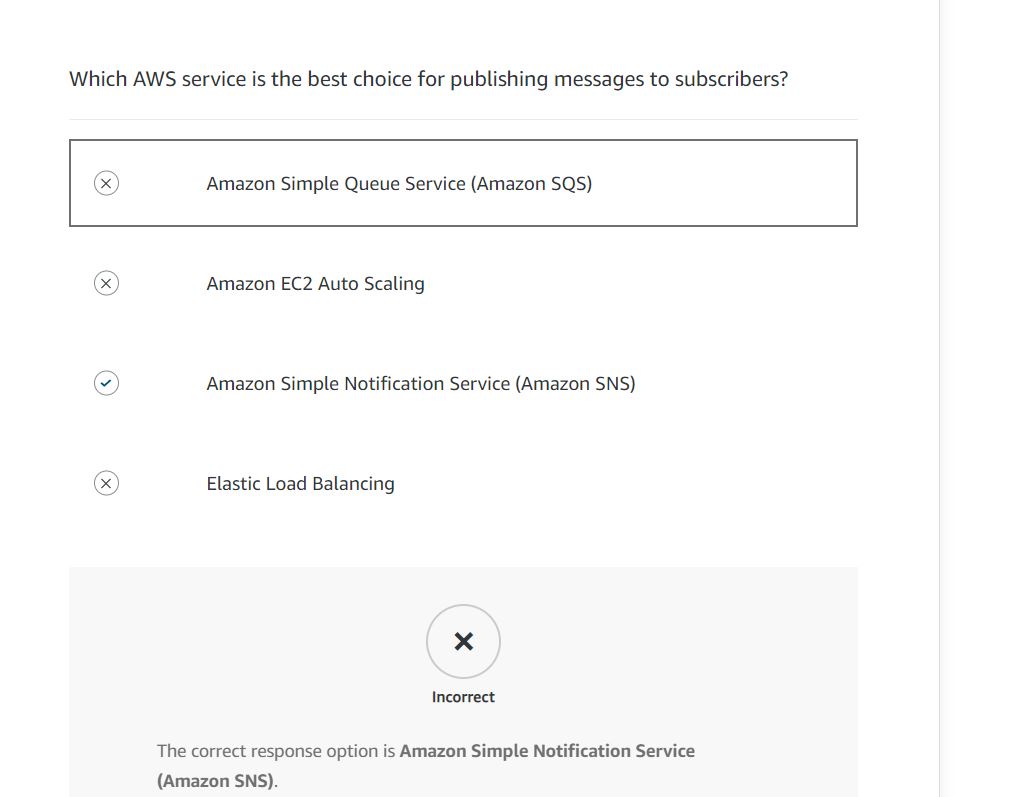 Which AWS service is the best choice for publishing messages to subscribers?
Amazon Simple Queue Service (Amazon SQS)
Amazon EC2 Auto Scaling
Amazon Simple Notification Service (Amazon SNS)
Elastic Load Balancing
Incorrect
The correct response option is Amazon Simple Notification Service
(Amazon SNS).